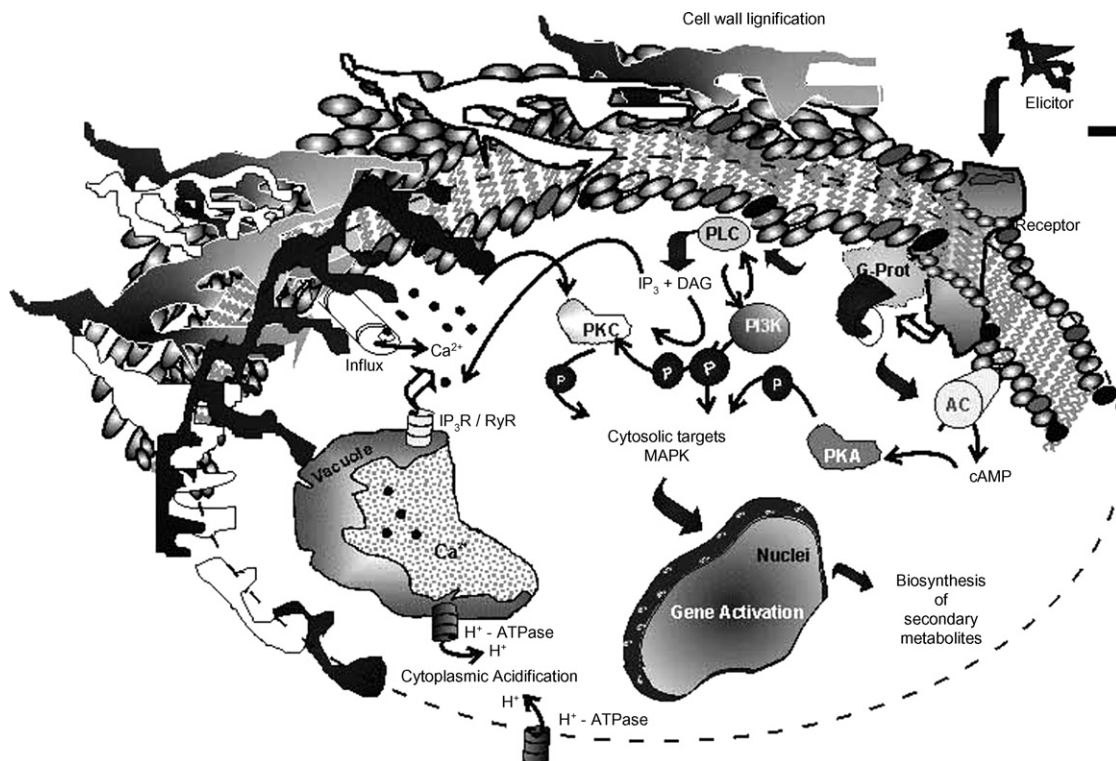 Cell wall lignification
Elicitor
Receptor
PLC
G-Prot
IP3 + DAG
PI3K
PKC
Ca2+
Influx
P
P
P
P
AC
IP3R / RyR
Cytosolic targets
MAPK
PKA
cAMP
Vacuole
Ca2+
Nuclei
Gene Activation
Biosynthesis
of
secondary
metabolites
H+ - ATPase
H+
Cytoplasmic Acidification
H+
H+ - ATPase